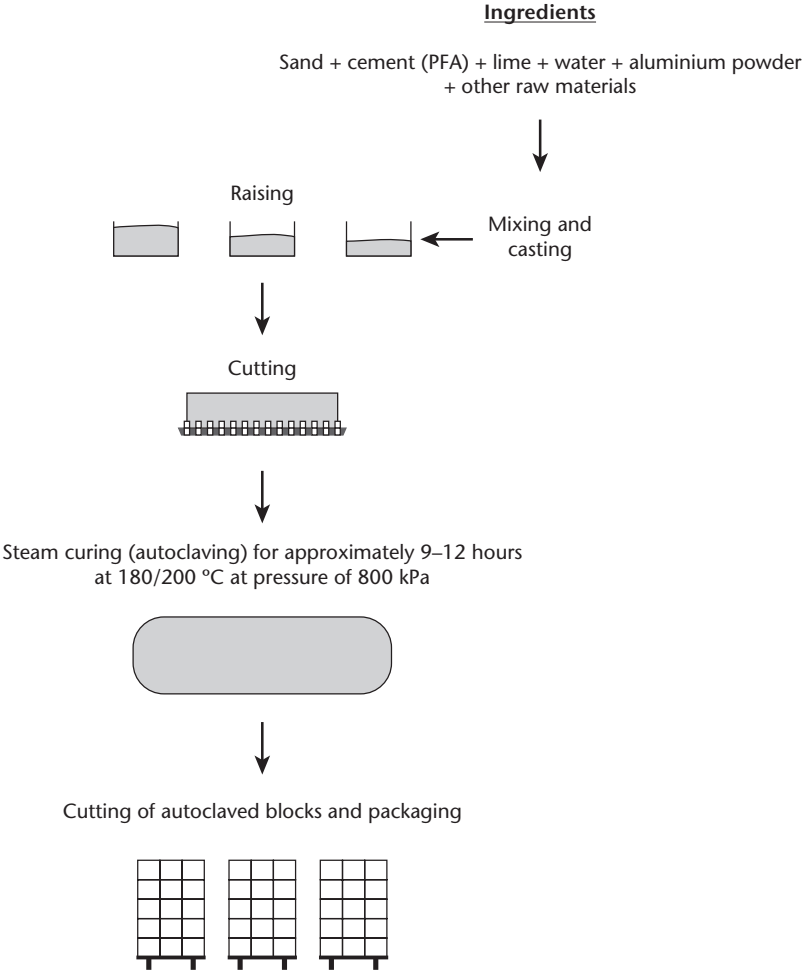 Ingredients
Sand + cement (PFA) + lime + water + aluminium powder
+ other raw materials
Raising
Mixing and
casting
Cutting
Steam curing (autoclaving) for approximately 9–12 hours
at 180/200 ºC at pressure of 800 kPa
Cutting of autoclaved blocks and packaging